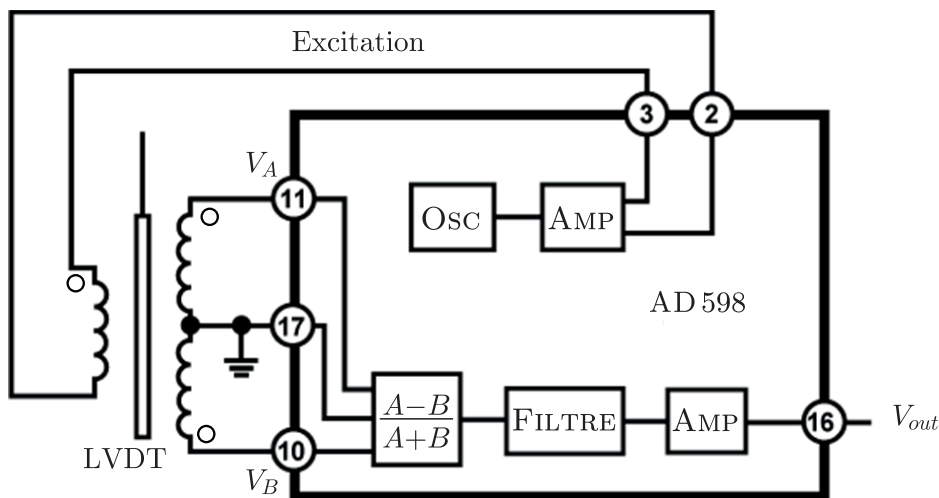 Excitation
3
2
V_A
11
OSC
AMP
AD 598
17
A−B
A+B
FILTRE
AMP
16
V_out
10
LVDT
V_B